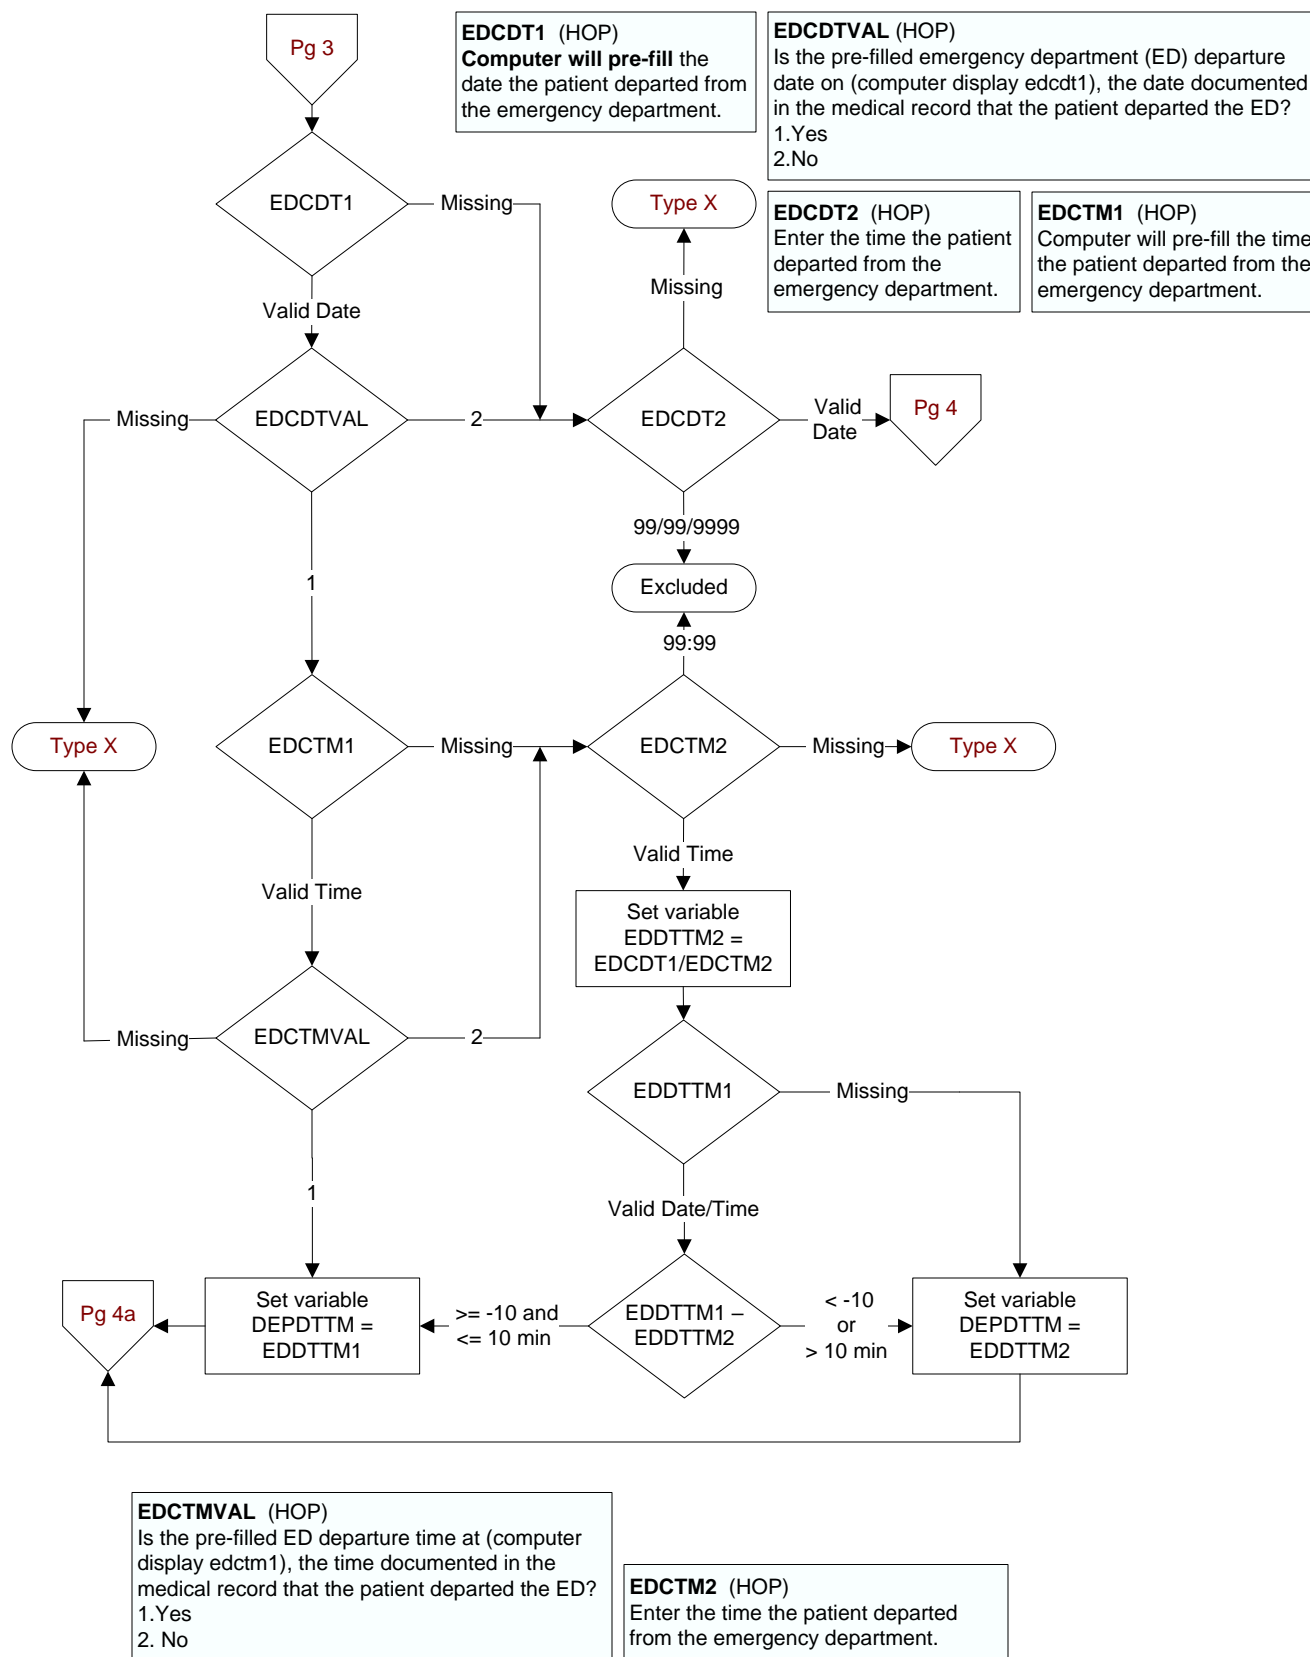 Pg 3
EDCDT1 (HOP)
Computer will pre-fill the
date the patient departed from
the emergency department.
EDCDTVAL (HOP)
Is the pre-filled emergency department (ED) departure
date on (computer display edcdt1), the date documented
in the medical record that the patient departed the ED?
1.Yes
2.No
EDCDT1
Missing
Type X
EDCDT2 (HOP)
Enter the time the patient
departed from the
emergency department.
EDCTM1 (HOP)
Computer will pre-fill the time
the patient departed from the
emergency department.
Missing
Valid Date
Missing
EDCDTVAL
2
EDCDT2
Valid
Date
Pg 4
99/99/9999
1
Excluded
99:99
Type X
EDCTM1
Missing
EDCTM2
Missing
Type X
Valid Time
Valid Time
Set variable
EDDTTM2 =
EDCDT1/EDCTM2
Missing
EDCTMVAL
2
EDDTTM1
Missing
1
Valid Date/Time
Pg 4a
Set variable
DEPDTTM =
EDDTTM1
>= -10 and
<= 10 min
EDDTTM1 –
EDDTTM2
< -10
or
> 10 min
Set variable
DEPDTTM =
EDDTTM2
EDCTMVAL (HOP)
Is the pre-filled ED departure time at (computer
display edctm1), the time documented in the
medical record that the patient departed the ED?
1.Yes
2. No
EDCTM2 (HOP)
Enter the time the patient departed
from the emergency department.